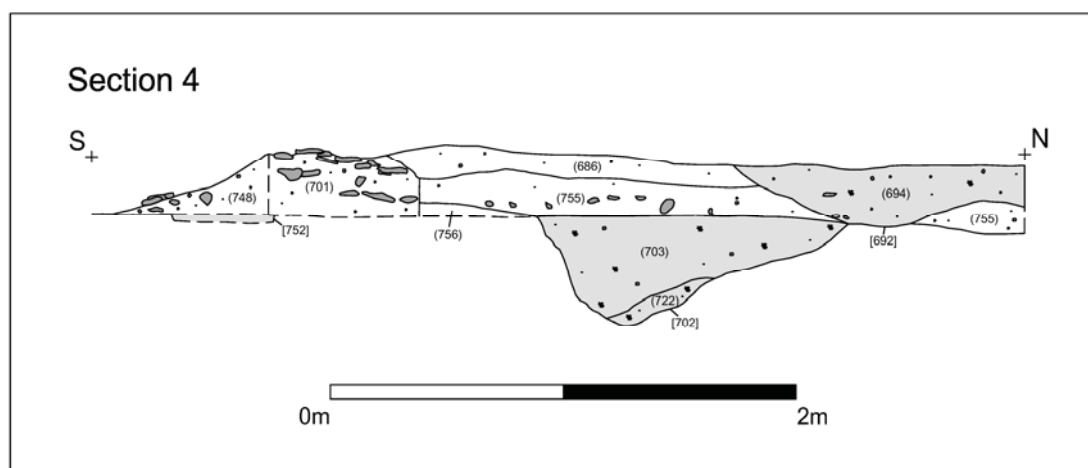 Section 4
S
N
(686)
(694)
(701)
(748)
(755)
(755)
[752]
(756)
[692]
(703)
(722)
[702]
0m
2m